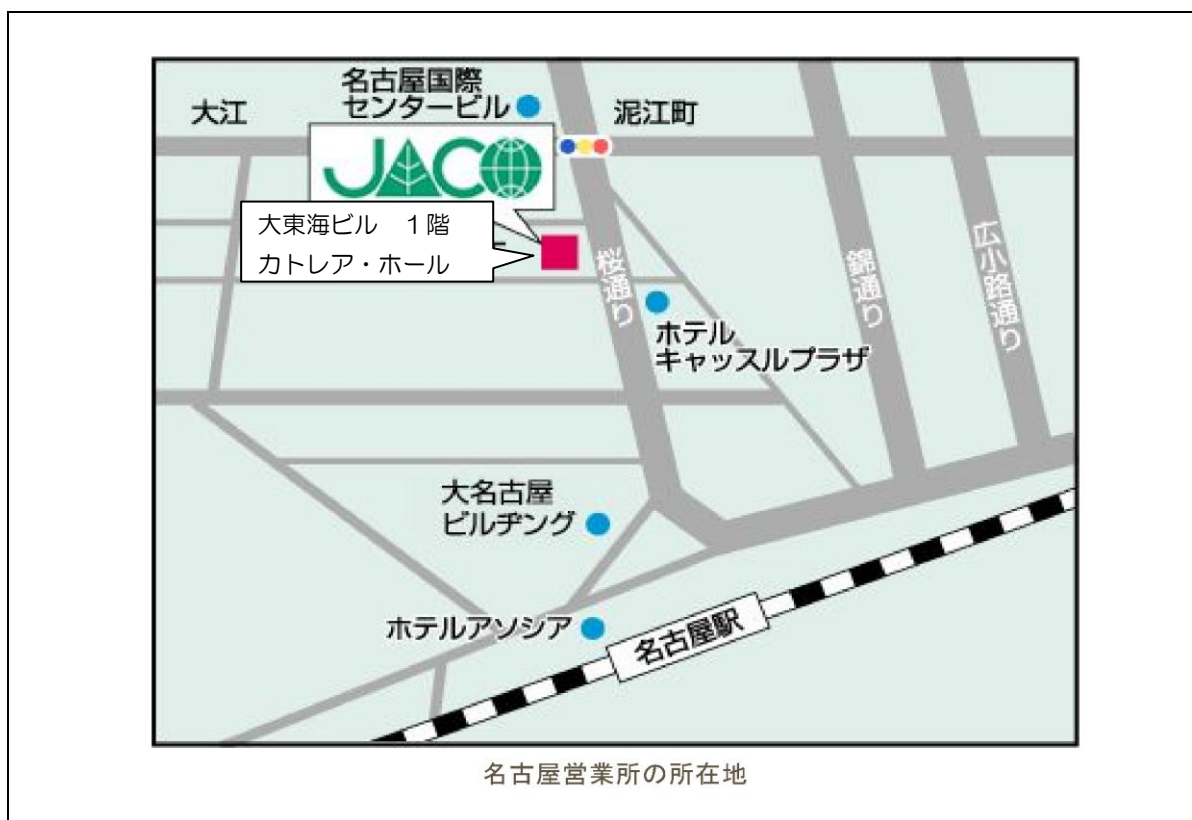 名古屋国際
センタービル
大江
泥江町
JACO
大東海ビル　１階
カトレア・ホール
桜通り
錦通り
広小路通り
ホテル
キャッスルプラザ
大名古屋
ビルヂング
ホテルアソシア
名古屋駅
名古屋営業所の所在地